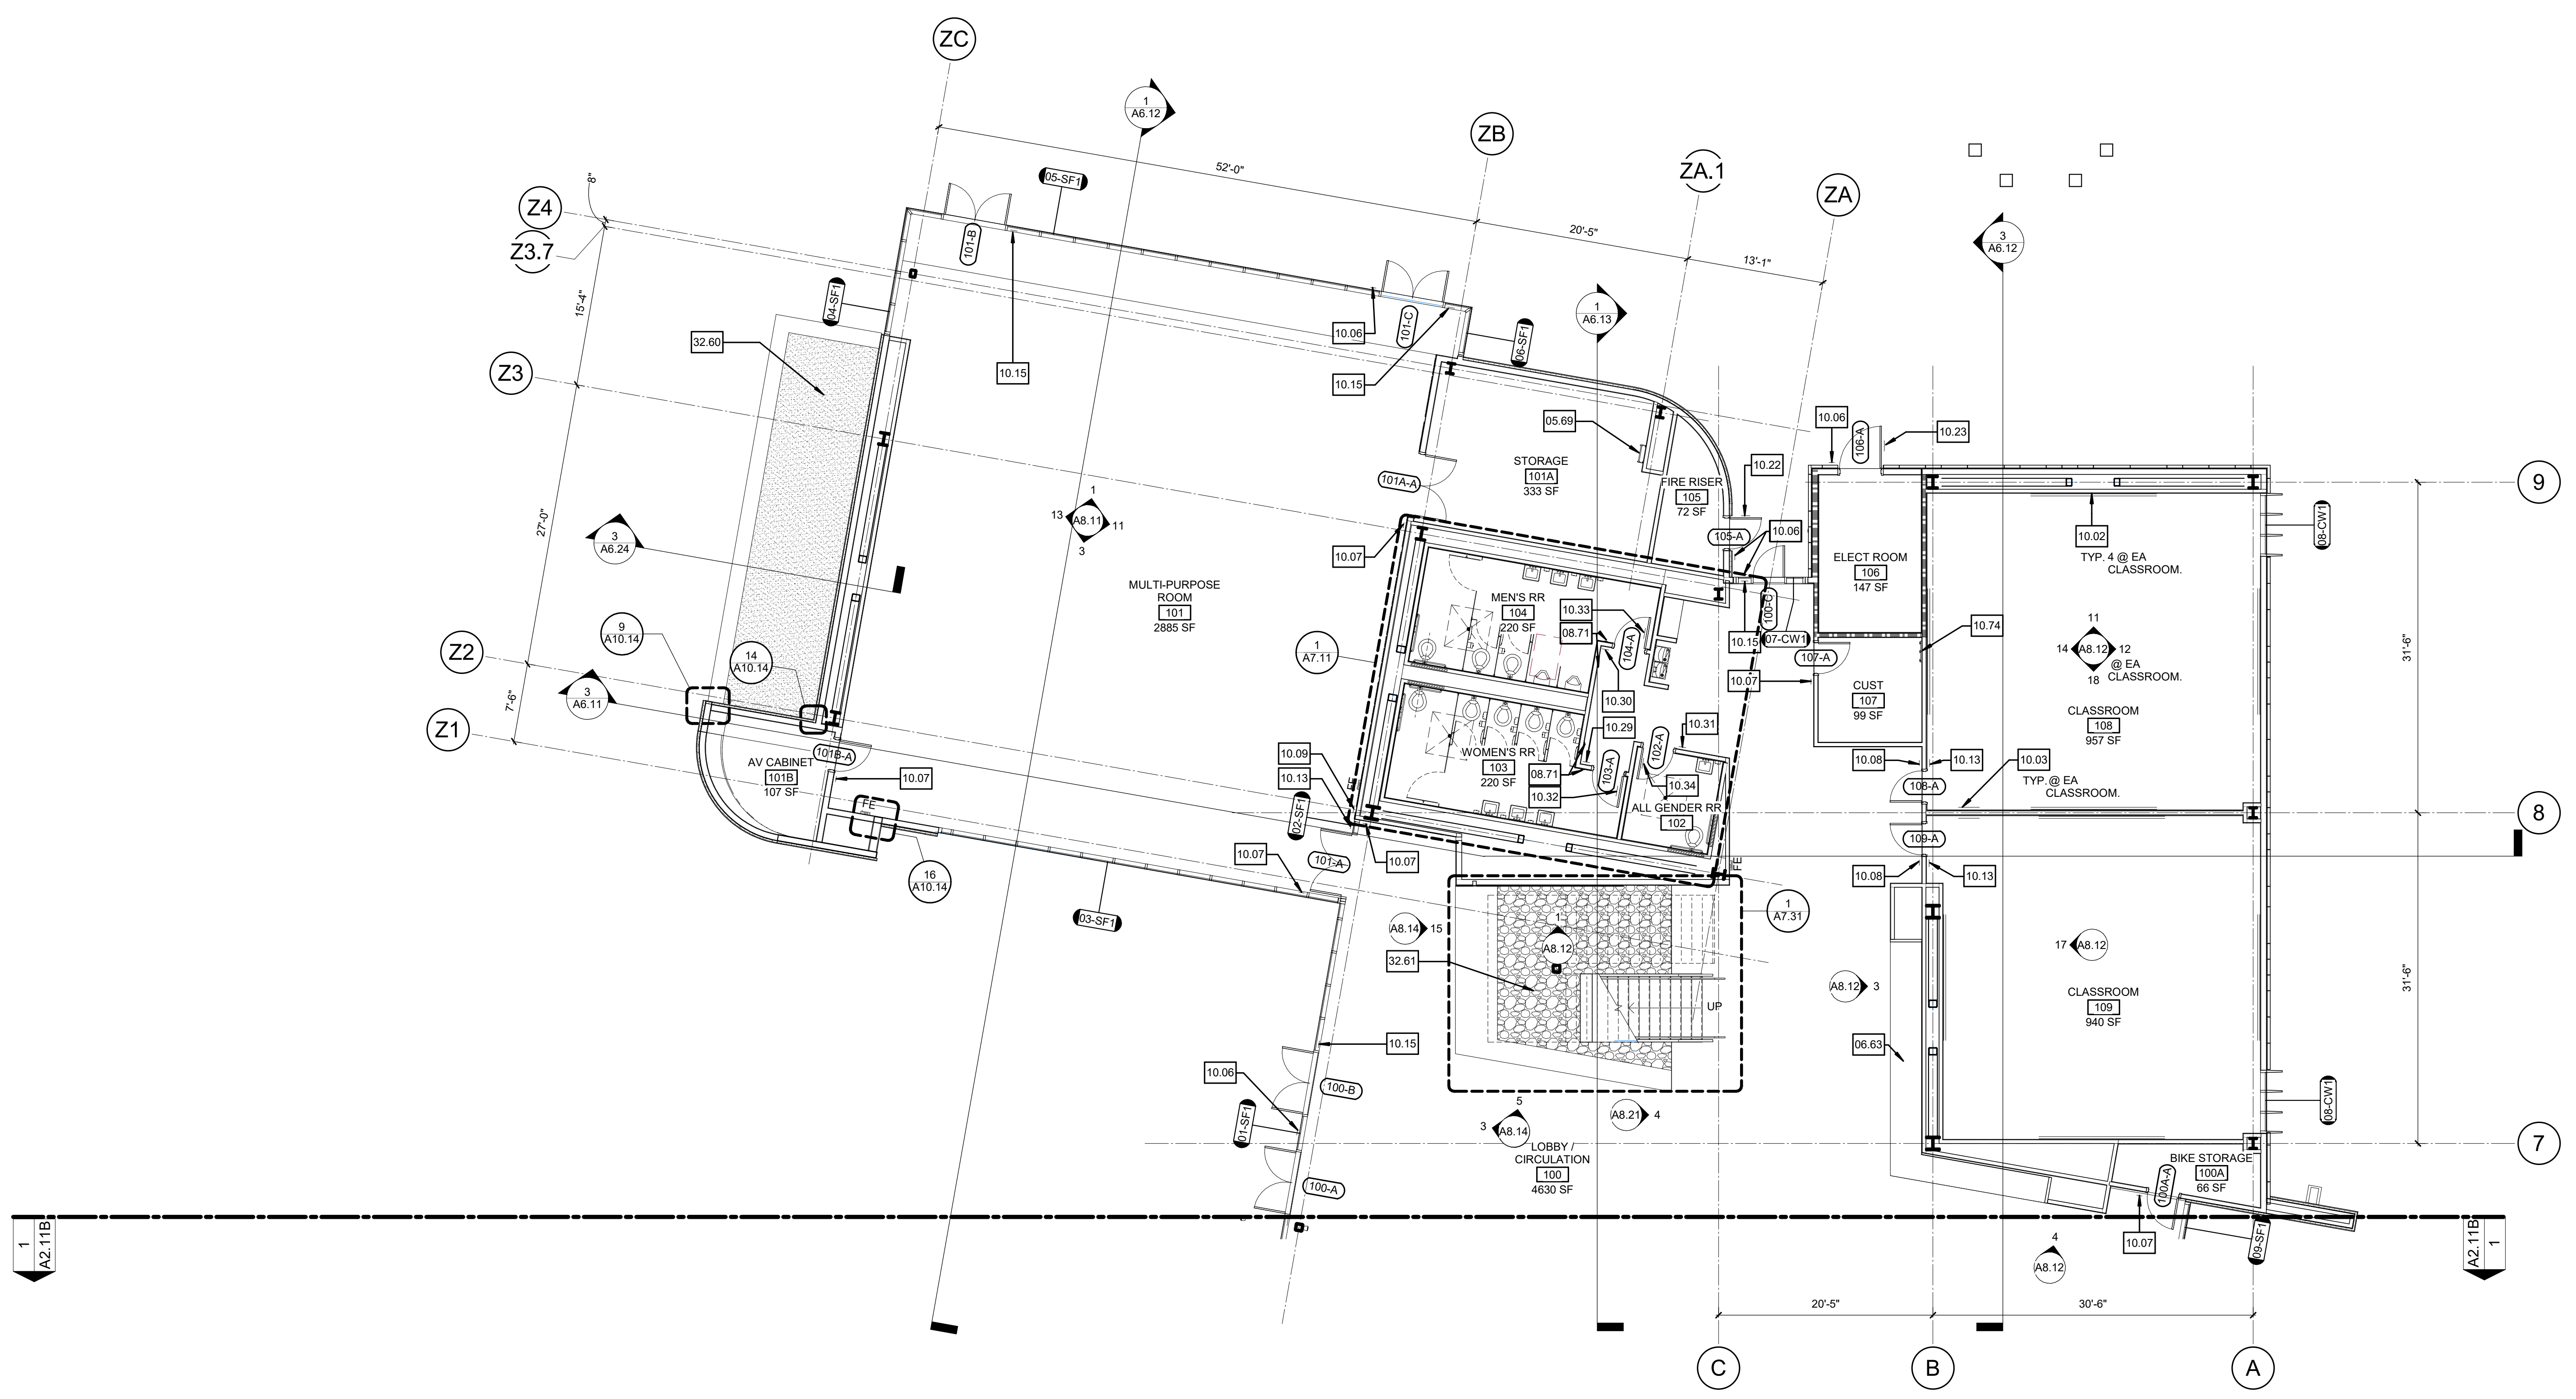 ZC
1
A6.12
ZB
52'-0"
ZA.1
ZA
8"
05-SF1
Z4
Z3.7
101-B
20'-5"
3
A6.12
13'-1"
15'-4"
04-SF1
32.60
10.15
10.06
101-C
10.15
06-SF1
1
A6.13
Z3
05.69
10.06
106-A
10.23
STORAGE
101A
333 SF
101A-A
10.22
FIRE RISER
105
72 SF
9
08-CW1
27'-0"
3
A6.24
1
13
A8.11
11
3
105-A
10.06
10.02
TYP. 4 @ EA
CLASSROOM.
10.07
ELECT ROOM
106
147 SF
MULTI-PURPOSE
ROOM
101
2885 SF
MEN'S RR
104
220 SF
10.33
08.71
104-A
100-C
10.15
07-CW1
107-A
10.74
11
14
A8.12
12
@ EA
CLASSROOM.
18
31'-6"
9
A10.14
14
A10.14
1
A7.11
Z2
3
A6.11
7'-6"
Z1
10.07
10.30
CUST
107
99 SF
CLASSROOM
108
957 SF
10.29
10.31
102-A
101B-A
AV CABINET
101B
107 SF
10.07
10.09
10.13
FE
WOMEN'S RR
103
220 SF
08.71
10.32
103-A
10.34
ALL GENDER RR
102
10.08
10.13
10.03
108-A
TYP.@ EA
CLASSROOM.
FE
02-SF1
8
109-A
10.07
101-A
10.07
FE
10.08
10.13
16
A10.14
03-SF1
1
A7.31
A8.14
15
1
A8.12
17
A8.12
32.61
A8.12
3
UP
CLASSROOM
109
940 SF
31'-6"
06.63
10.15
10.06
100-B
01-SF1
08-CW1
5
3
A8.14
A8.21
4
LOBBY /
CIRCULATION
100
4630 SF
7
BIKE STORAGE
100A
66 SF
100A-A
100-A
1
A2.11B
10.07
09-SF1
4
A8.12
A2.11B
1
20'-5"
30'-6"
C
B
A